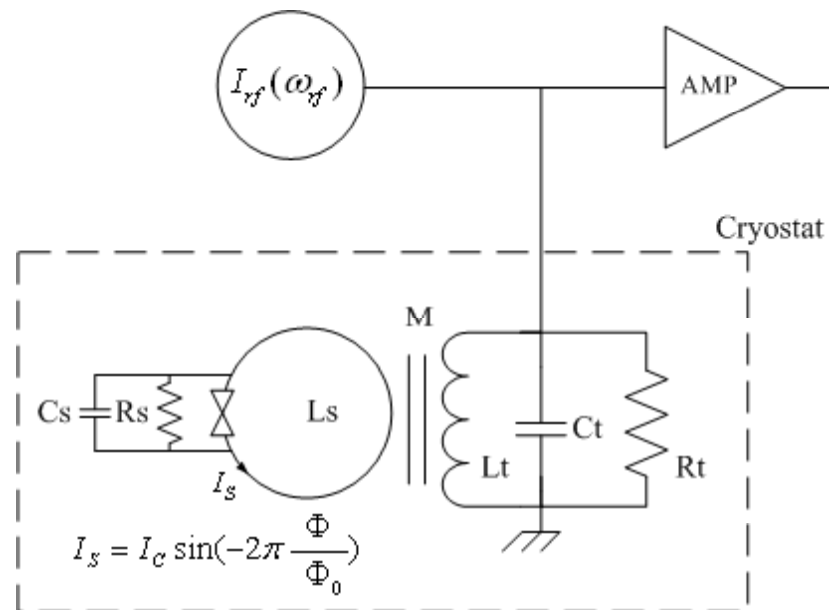 I_rf(ω_rf)
AMP
Cryostat
M
Cs
Rs
Ls
Lt
Ct
Rt
I_S
I_S = I_C sin(-2π Φ/Φ_0)